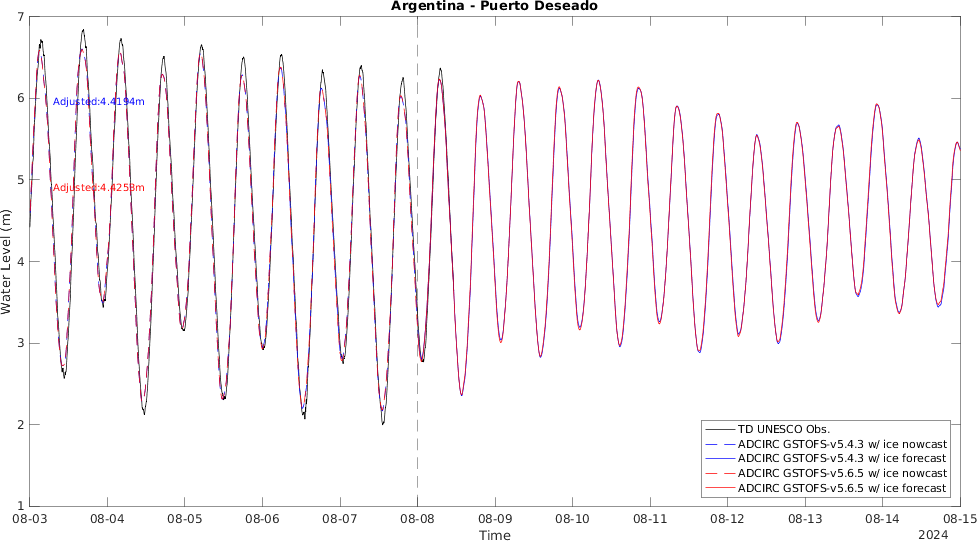 Argentina - Puerto Deseado
7
6
5
4
3
2
1
Water Level (m)
Adjusted:4.4194m
Adjusted:4.4253m
TD UNESCO Obs.
ADCIRC GSTOFS-v5.4.3 w/ ice nowcast
ADCIRC GSTOFS-v5.4.3 w/ ice forecast
ADCIRC GSTOFS-v5.6.5 w/ ice nowcast
ADCIRC GSTOFS-v5.6.5 w/ ice forecast
08-03 08-04 08-05 08-06 08-07 08-08 08-09 08-10 08-11 08-12 08-13 08-14 08-15
Time
2024